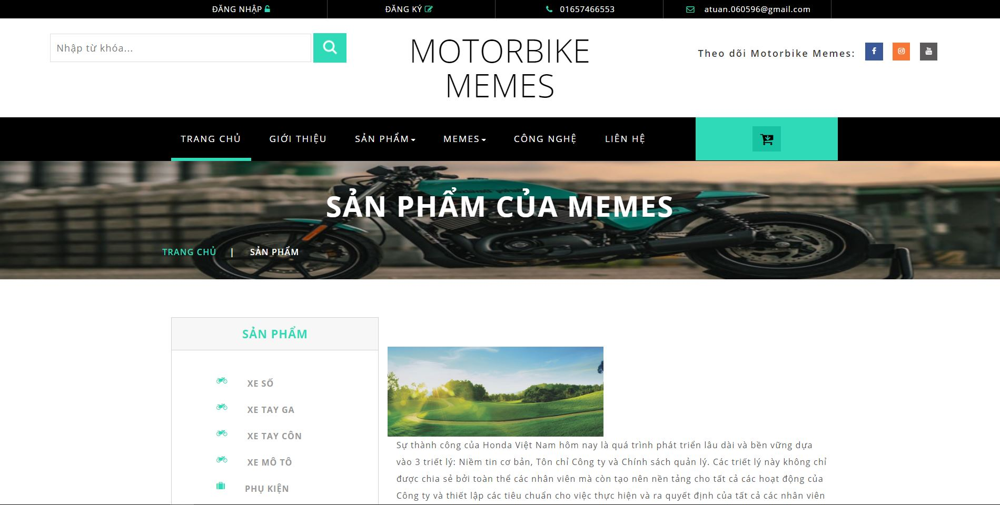 ĐĂNG NHẬP
ĐĂNG KÝ
01657466553
atuan.060596@gmail.com
Nhập từ khóa...
MOTORBIKE
MEMES
Theo dõi Motorbike Memes:
TRANG CHỦ
GIỚI THIỆU
SẢN PHẨM
MEMES
CÔNG NGHỆ
LIÊN HỆ
SẢN PHẨM CỦA MEMES
TRANG CHỦ | SẢN PHẨM
SẢN PHẨM
XE SỐ
XE TAY GA
XE TAY CÔN
XE MÔ TÔ
PHỤ KIỆN
Sự thành công của Honda Việt Nam hôm nay là quá trình phát triển lâu dài và bền vững dựa
vào 3 triết lý: Niềm tin cơ bản, Tôn chỉ Công ty và Chính sách quản lý. Các triết lý này không chỉ
được chia sẻ bởi toàn thể các nhân viên mà còn tạo nên nền tảng cho tất cả các hoạt động của
Công ty và thiết lập các tiêu chuẩn cho việc thực hiện và ra quyết định của tất cả các nhân viên